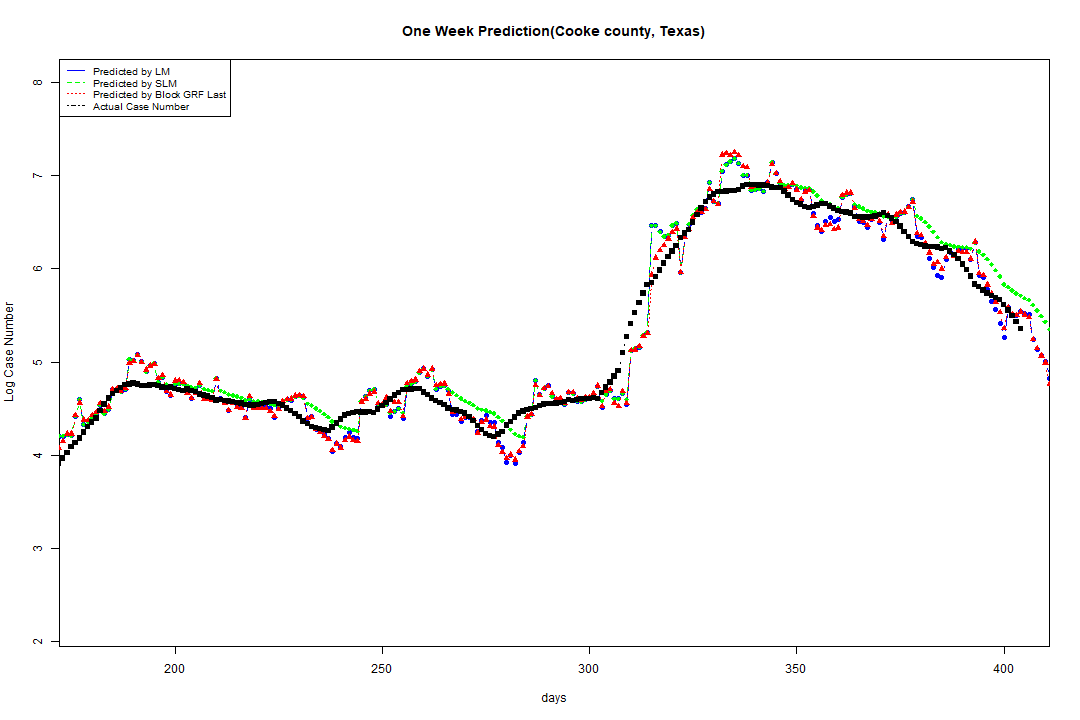 One Week Prediction(Cooke county, Texas)
Predicted by LM
Predicted by SLM
Predicted by Block GRF Last
Actual Case Number
8
7
6
5
4
3
2
Log Case Number
200 250 300 350 400
days